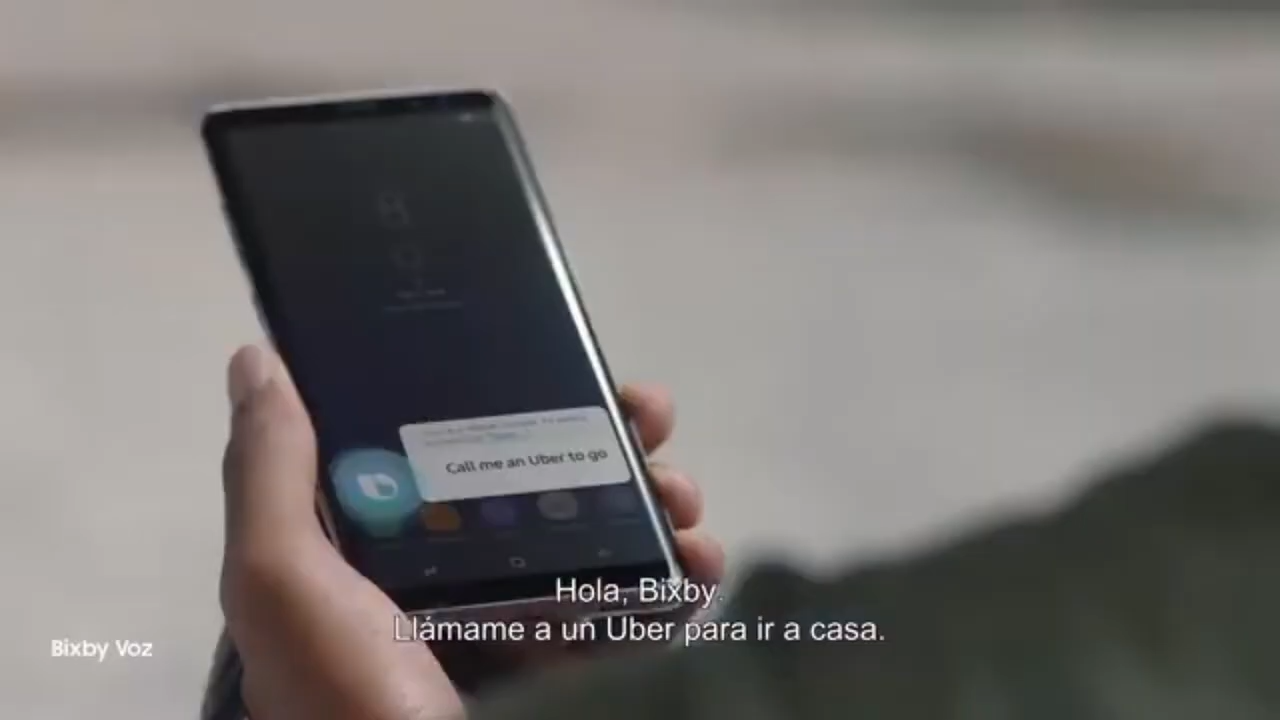 Call me an Uber to go
Hola, Bixby.
Llámame a un Uber para ir a casa.
Bixby Voz